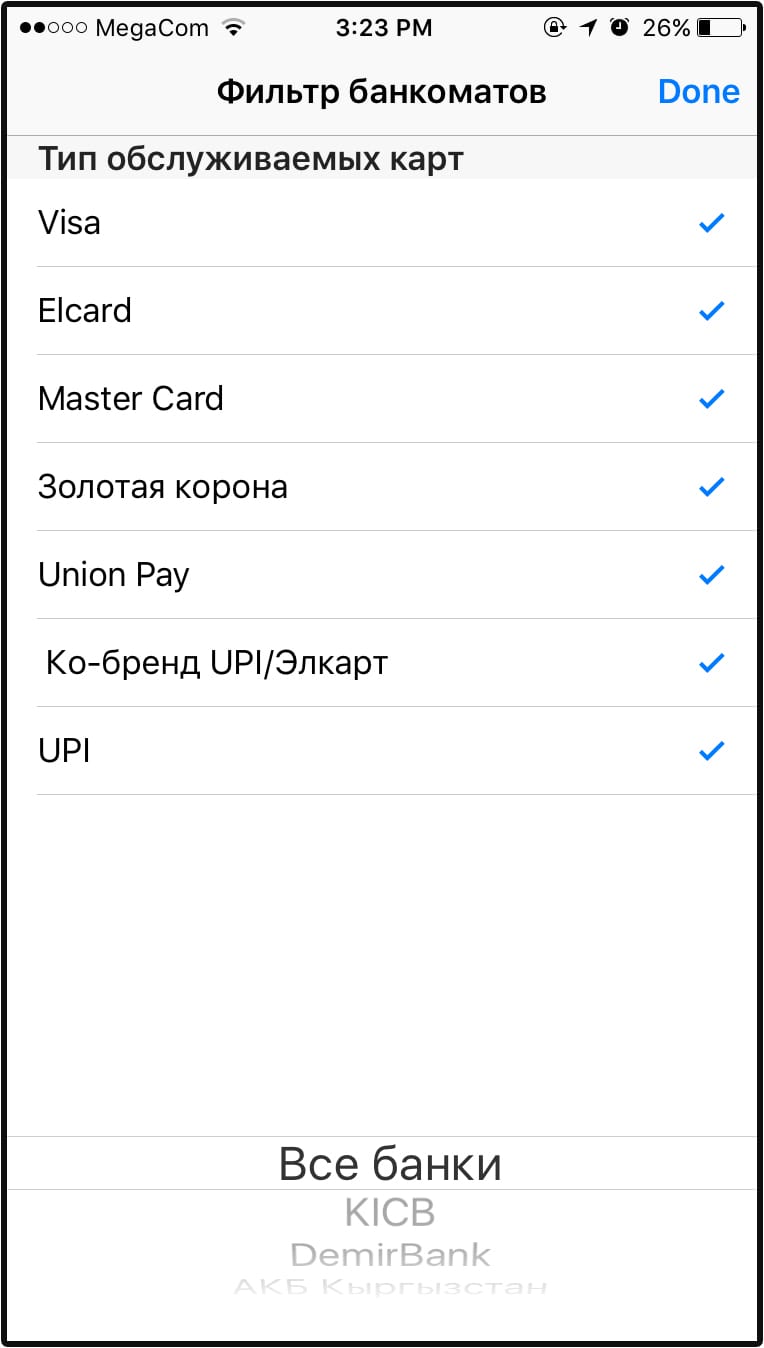 MegaCom 3:23 PM 26%
Фильтр банкоматов Done
Тип обслуживаемых карт
Visa
Elcard
Master Card
Золотая корона
Union Pay
Ко-бренд UPI/Элкарт
UPI
Все банки
KICB
DemirBank
АКБ Кыргызстан